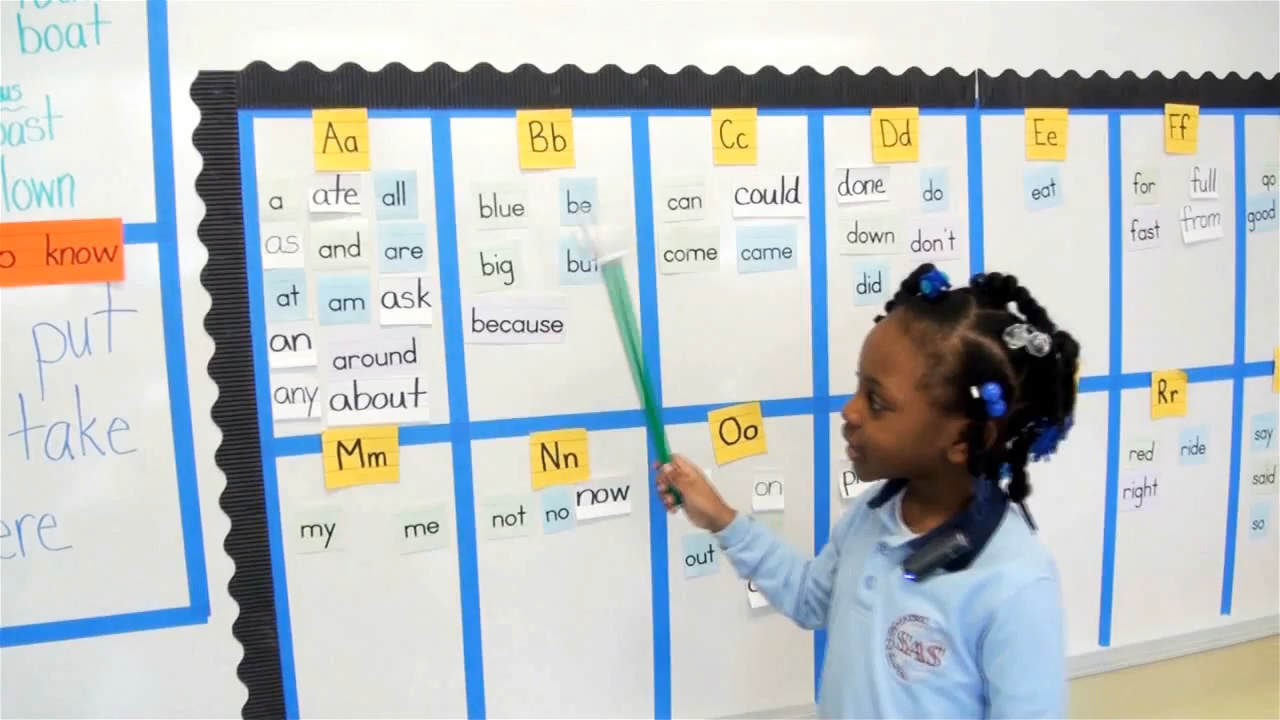 boat
own
know
put
take
ere
Aa
a ate all
as and are
at am ask
an around
any about
Bb
blue be
big but
because
Cc
can could
come came
Dd
done do
down don't
did
Ee
eat
Ff
for full
fast from
go
good
Mm
my me
Nn
not no now
Oo
on
out
Rr
red ride
right
say
said
so
SAS